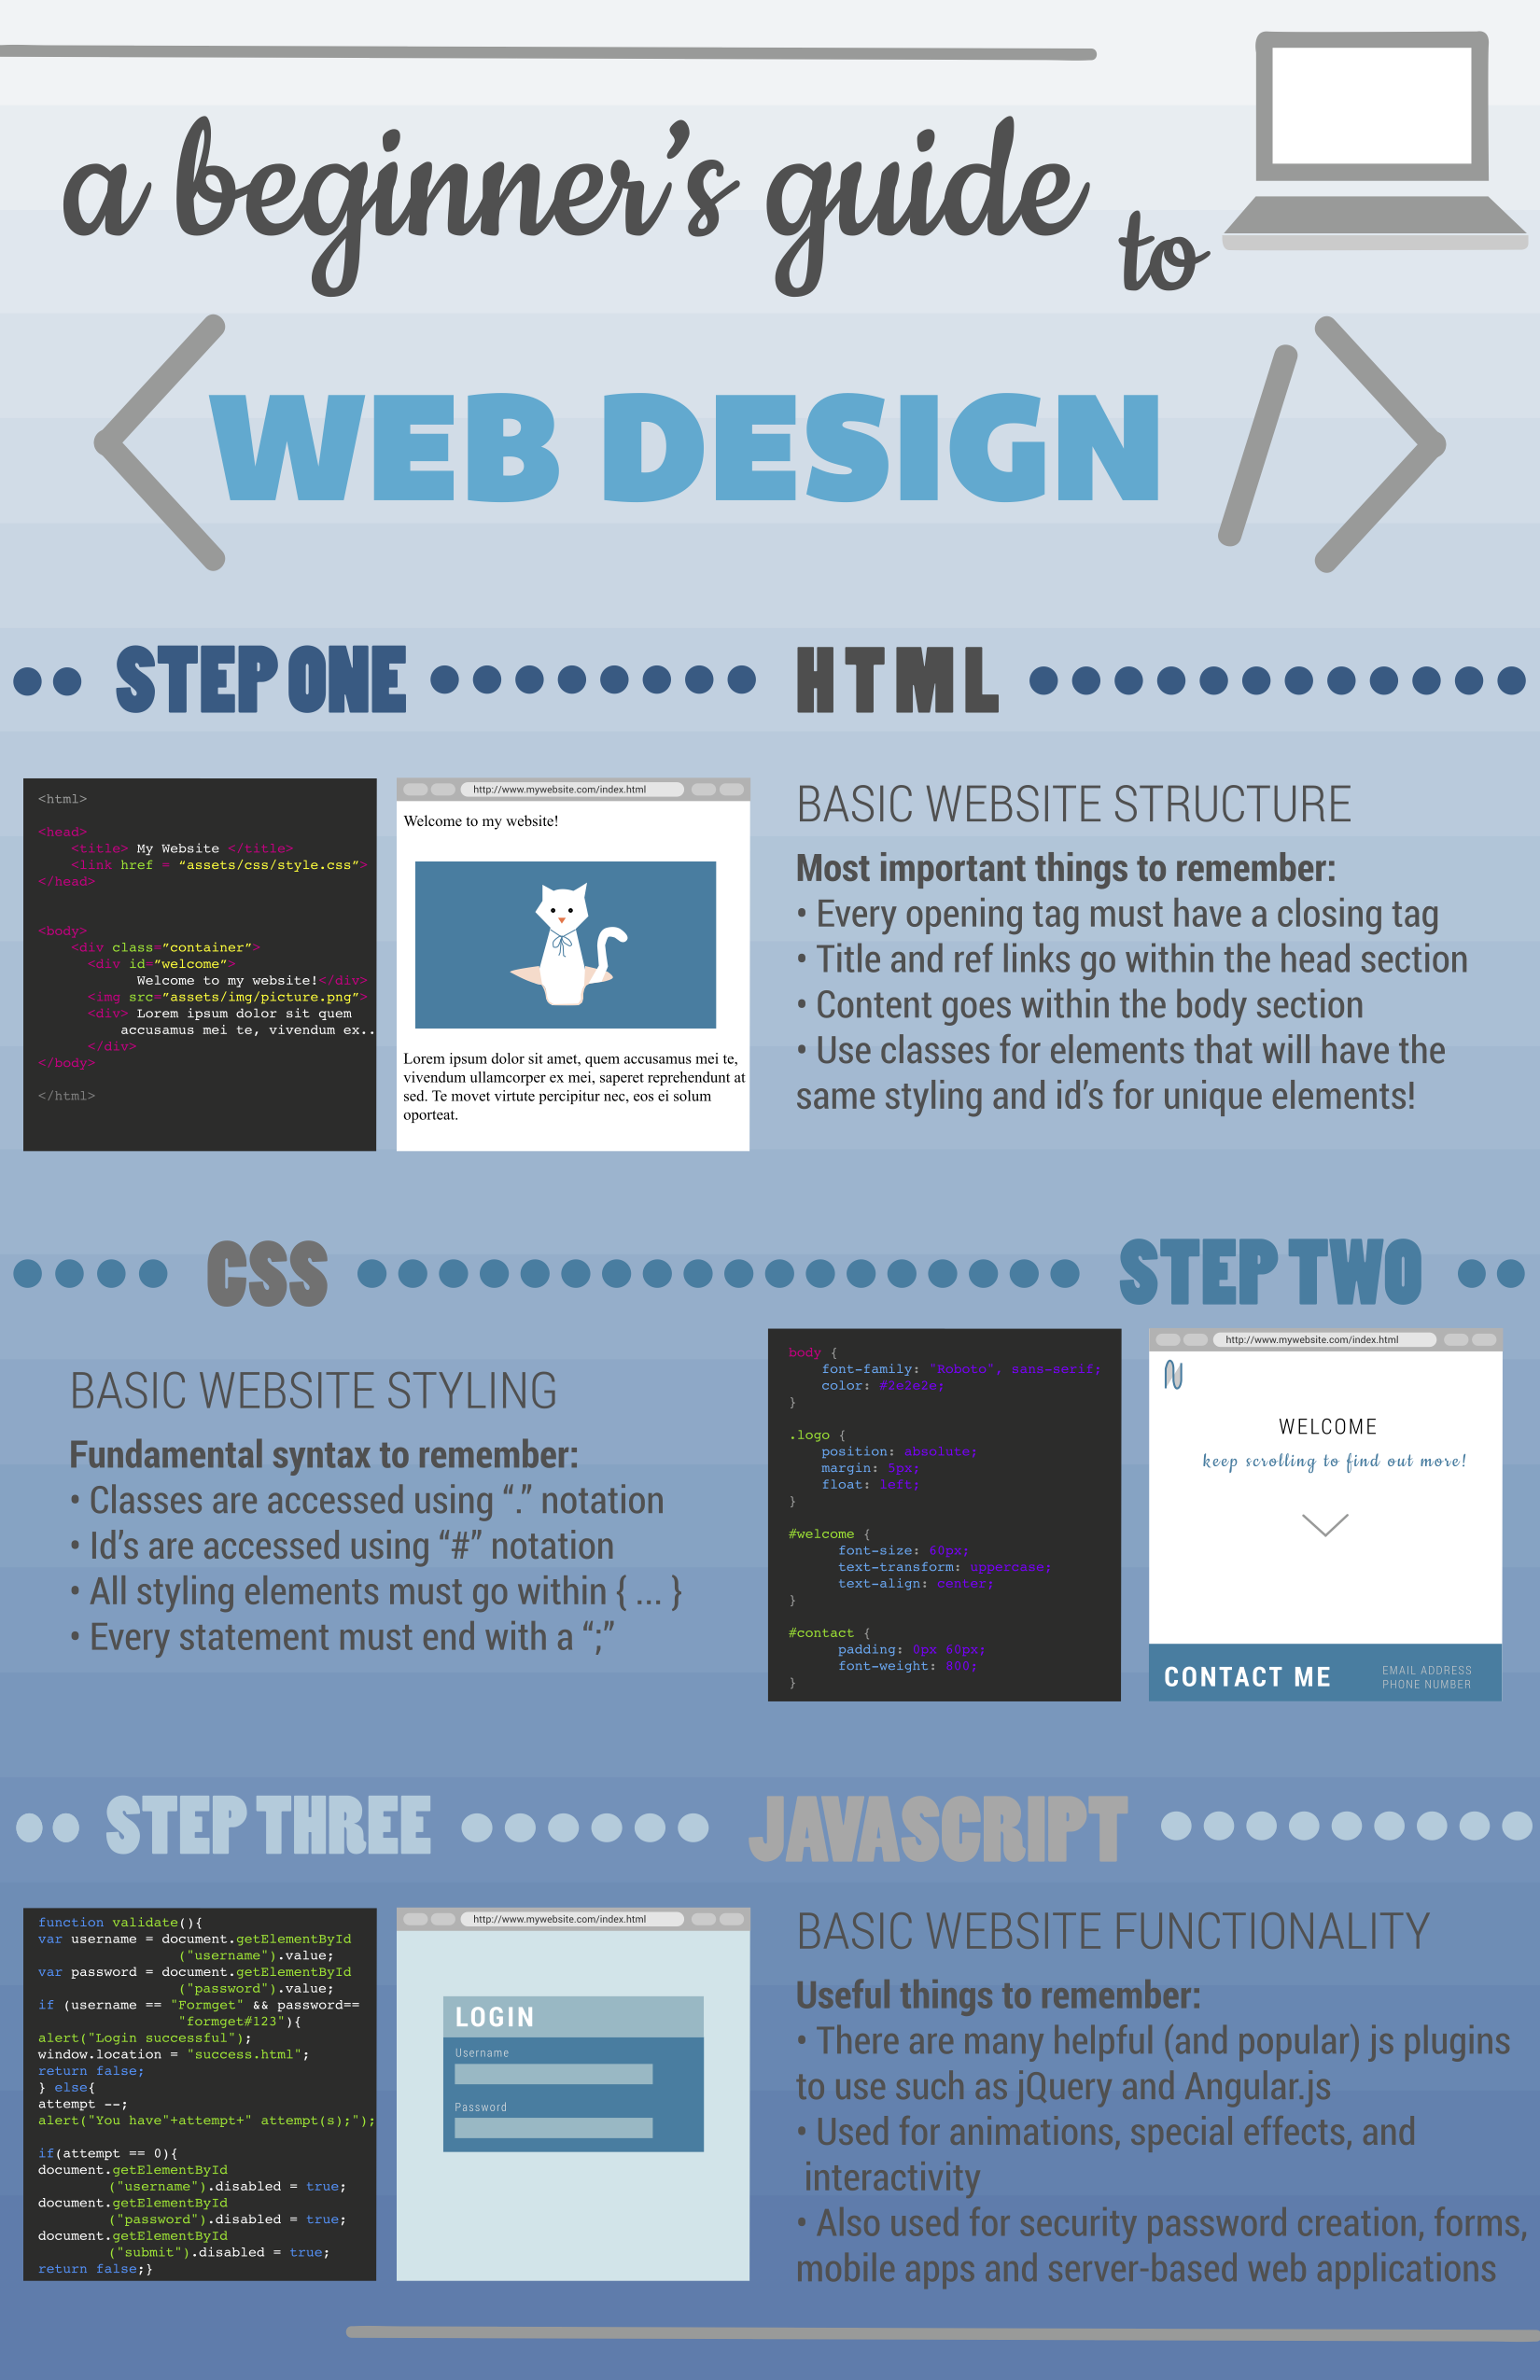 a beginner's guide to
< WEB DESIGN />
STEP ONE
HTML
<html>
<head>
<title> My Website </title>
<link href = “assets/css/style.css”>
</head>
<body>
<div class=”container”>
<div id=”welcome”>
Welcome to my website!</div>
<img src=”assets/img/picture.png”>
<div> Lorem ipsum dolor sit quem
accusamus mei te, vivendum ex..
</div>
</body>
</html>
http://www.mywebsite.com/index.html
Welcome to my website!
Lorem ipsum dolor sit amet, quem accusamus mei te,
vivendum ullamcorper ex mei, saperet reprehendunt at
sed. Te movet virtute percipitur nec, eos ei solum
oporteat.
BASIC WEBSITE STRUCTURE
Most important things to remember:
• Every opening tag must have a closing tag
• Title and ref links go within the head section
• Content goes within the body section
• Use classes for elements that will have the
same styling and id’s for unique elements!
CSS
STEP TWO
BASIC WEBSITE STYLING
Fundamental syntax to remember:
• Classes are accessed using “.” notation
• Id’s are accessed using “#” notation
• All styling elements must go within { ... }
• Every statement must end with a “;”
body {
font-family: "Roboto", sans-serif;
color: #2e2e2e;
}
.logo {
position: absolute;
margin: 5px;
float: left;
}
#welcome {
font-size: 60px;
text-transform: uppercase;
text-align: center;
}
#contact {
padding: 0px 60px;
font-weight: 800;
}
http://www.mywebsite.com/index.html
N
WELCOME
keep scrolling to find out more!
CONTACT ME
EMAIL ADDRESS
PHONE NUMBER
STEP THREE
JAVASCRIPT
function validate(){
var username = document.getElementById
("username").value;
var password = document.getElementById
("password").value;
if (username == "Formget" && password==
"formget#123"){
alert("Login successful");
window.location = "success.html";
return false;
} else{
attempt --;
alert("You have"+attempt+" attempt(s);");
if(attempt == 0){
document.getElementById
("username").disabled = true;
document.getElementById
("password").disabled = true;
document.getElementById
("submit").disabled = true;
return false;}
http://www.mywebsite.com/index.html
LOGIN
Username
Password
BASIC WEBSITE FUNCTIONALITY
Useful things to remember:
• There are many helpful (and popular) js plugins
to use such as jQuery and Angular.js
• Used for animations, special effects, and
interactivity
• Also used for security password creation, forms,
mobile apps and server-based web applications